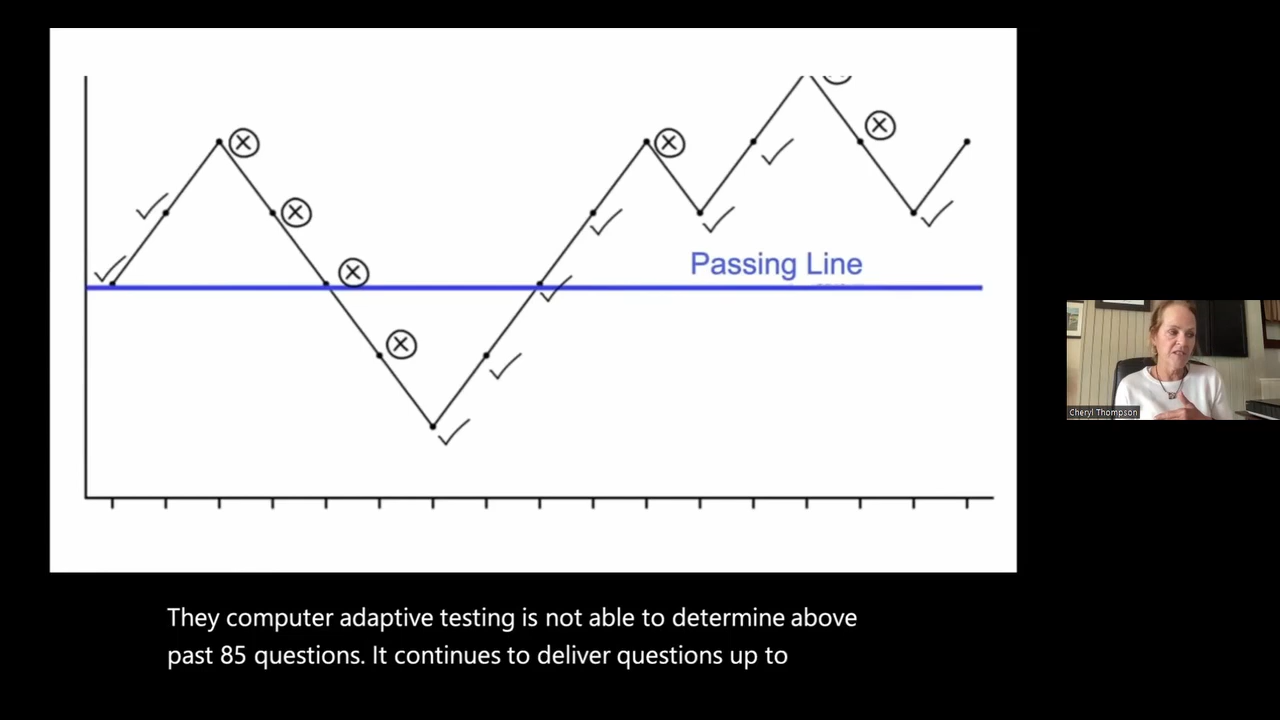 Passing Line
Cheryl Thompson
They computer adaptive testing is not able to determine above
past 85 questions. It continues to deliver questions up to